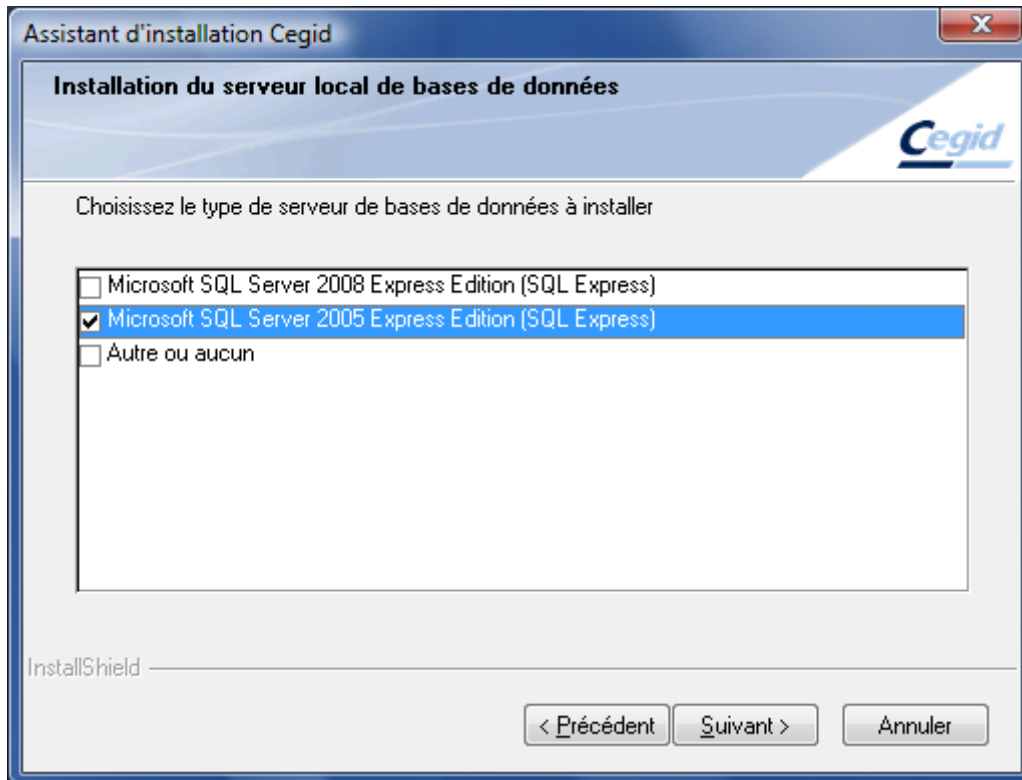 Assistant d'installation Cegid
Installation du serveur local de bases de données
Cegid
Choisissez le type de serveur de bases de données à installer
Microsoft SQL Server 2008 Express Edition (SQL Express)
Microsoft SQL Server 2005 Express Edition (SQL Express)
Autre ou aucun
InstallShield
< Précédent
Suivant >
Annuler